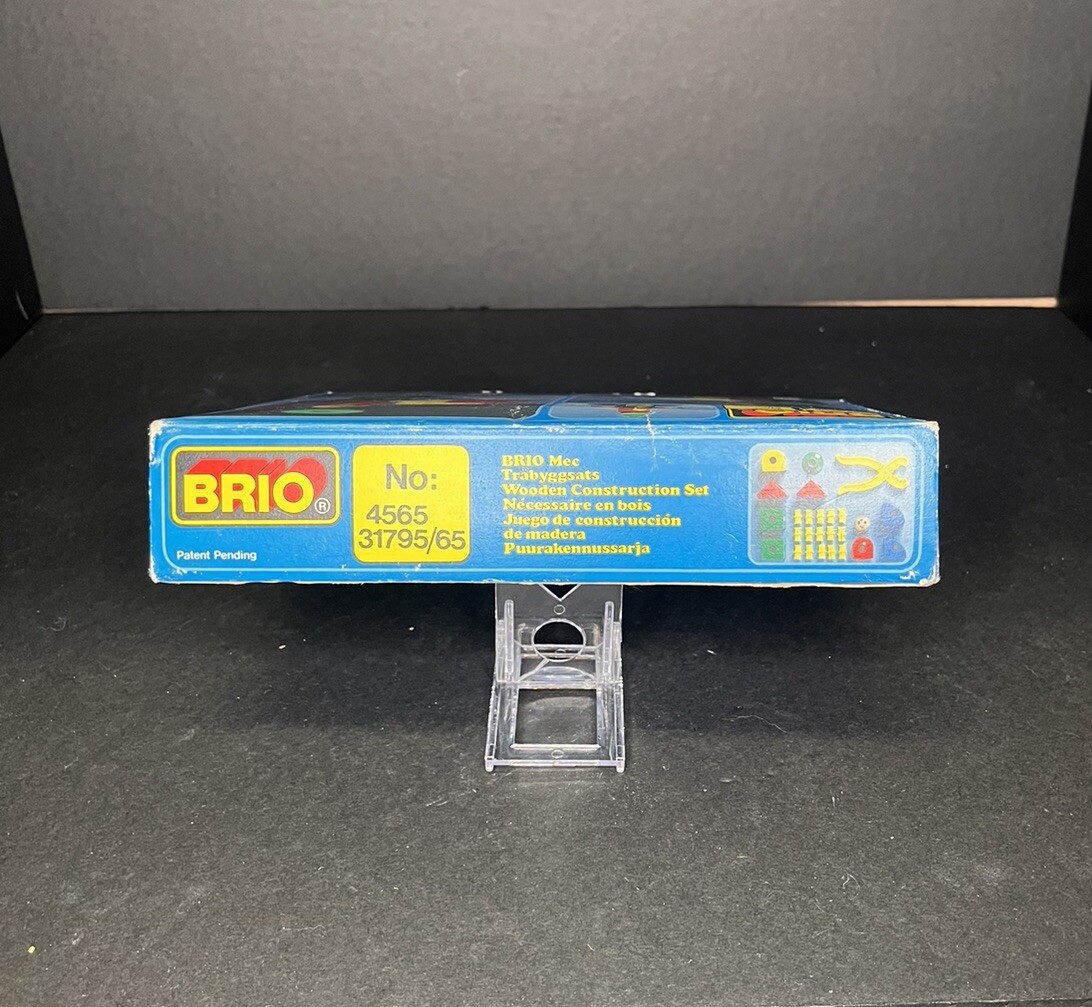 BRIO®
Patent Pending
No:
4565
31795/65
BRIO Mec
Träbyggsats
Wooden Construction Set
Nécessaire en bois
Juego de construcción
de madera
Puurakennussarja